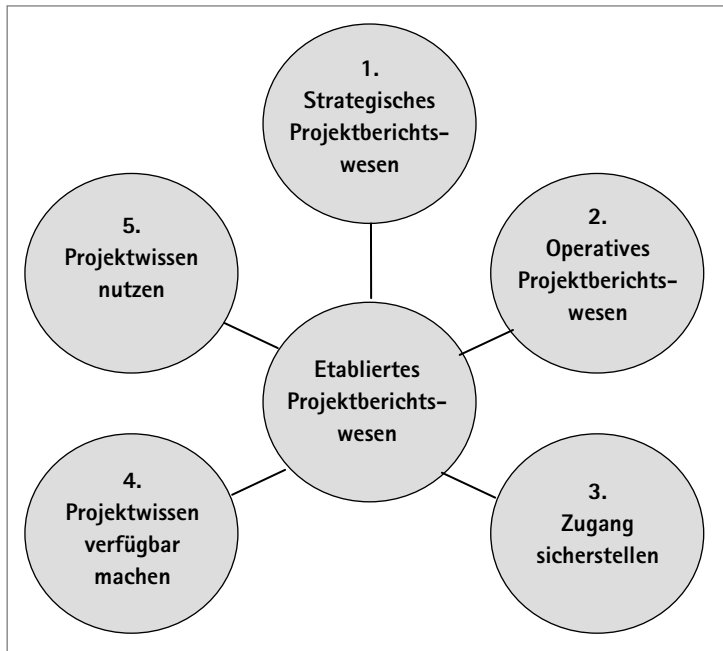 1.
Strategisches
Projektberichts-
wesen
2.
Operatives
Projektberichts-
wesen
3.
Zugang
sicherstellen
4.
Projektwissen
verfügbar
machen
5.
Projektwissen
nutzen
Etabliertes
Projektberichts-
wesen